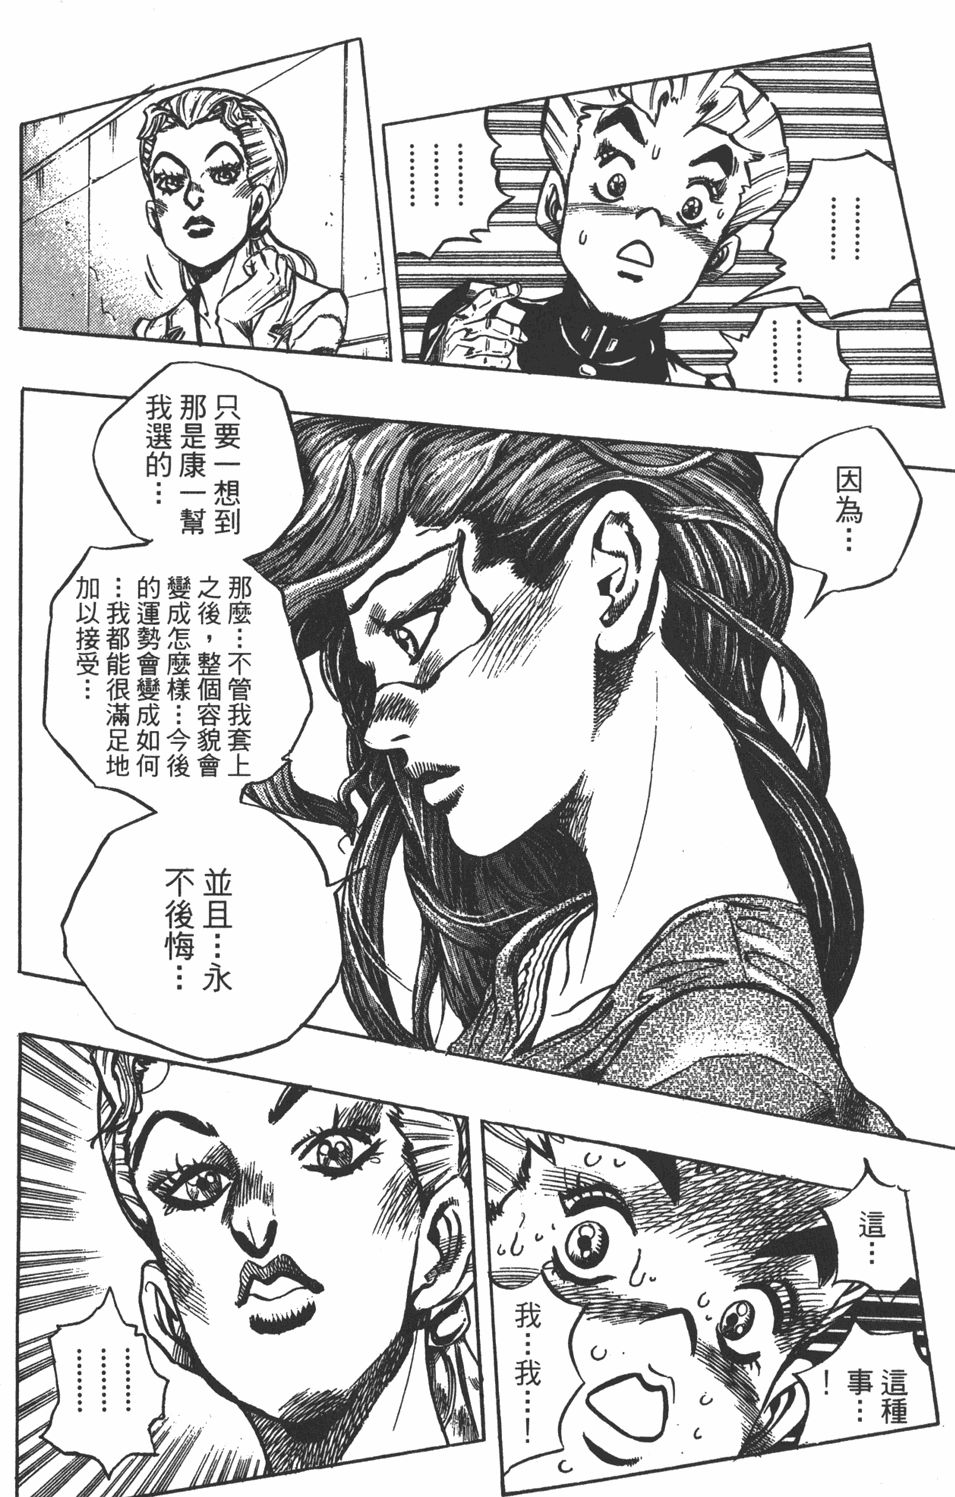 ………
………
……
因為…
只要一想到
那是康一幫
我選的…
那麼…不管我套上
之後，整個容貌會
變成怎麼樣…今後
的運勢會變成如何
…我都能很滿足地
加以接受…
並且…永
不後悔…
這…
這種
事…
！
我…我…！
………
………